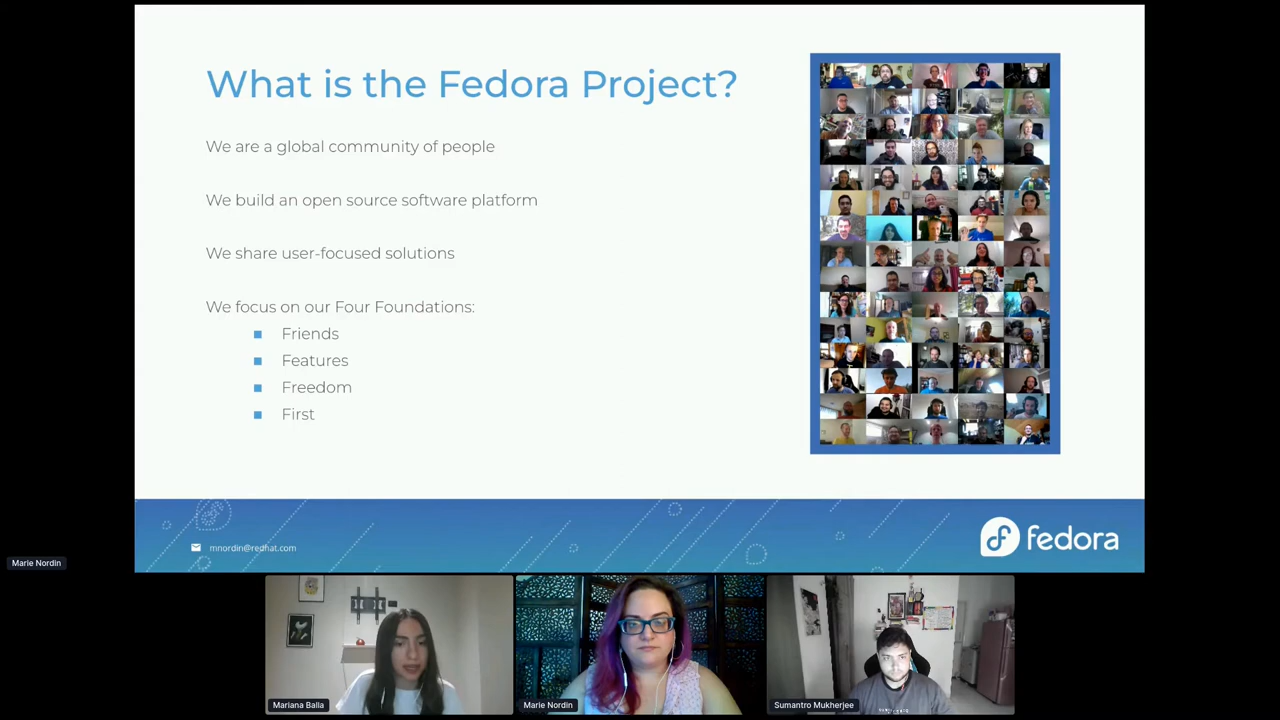 What is the Fedora Project?
We are a global community of people
We build an open source software platform
We share user-focused solutions
We focus on our Four Foundations:
Friends
Features
Freedom
First
mnordin@redhat.com
fedora
Marie Nordin
Mariana Balla
Marie Nordin
Sumantro Mukherjee